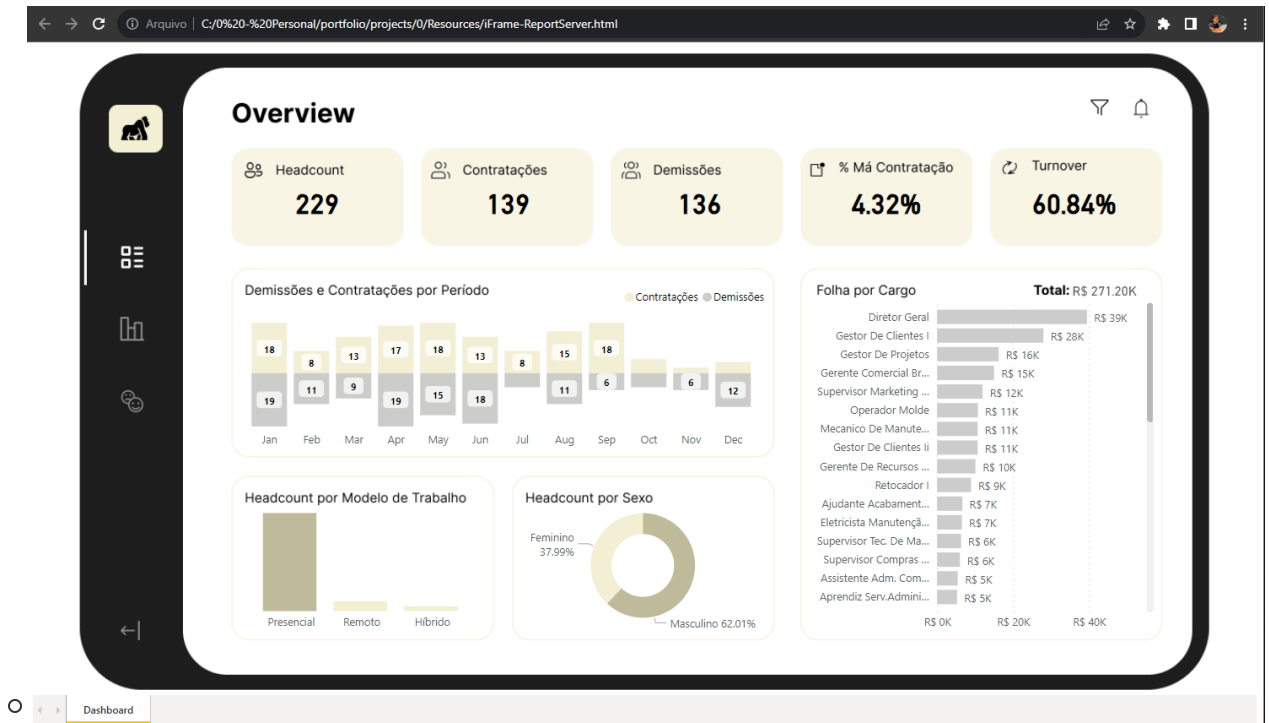 Arquivo
C:/0%20-%20Personal/portfolio/projects/0/Resources/iFrame-ReportServer.html
Overview
Headcount
229
Contratações
139
Demissões
136
% Má Contratação
4.32%
Turnover
60.84%
Demissões e Contratações por Período
Contratações Demissões
18 8 13 17 18 13 8 15 18
19 11 9 19 15 18 11 6 6 12
Jan Feb Mar Apr May Jun Jul Aug Sep Oct Nov Dec
Folha por Cargo
Total: R$ 271.20K
Diretor Geral R$ 39K
Gestor De Clientes I R$ 28K
Gestor De Projetos R$ 16K
Gerente Comercial Br... R$ 15K
Supervisor Marketing ... R$ 12K
Operador Molde R$ 11K
Mecanico De Manute... R$ 11K
Gestor De Clientes Ii R$ 11K
Gerente De Recursos ... R$ 10K
Retocador I R$ 9K
Ajudante Acabament... R$ 7K
Eletricista Manutençã... R$ 7K
Supervisor Tec. De Ma... R$ 6K
Supervisor Compras ... R$ 6K
Assistente Adm. Com... R$ 5K
Aprendiz Serv.Admini... R$ 5K
R$ 0K R$ 20K R$ 40K
Headcount por Modelo de Trabalho
Presencial Remoto Híbrido
Headcount por Sexo
Feminino
37.99%
Masculino 62.01%
Dashboard